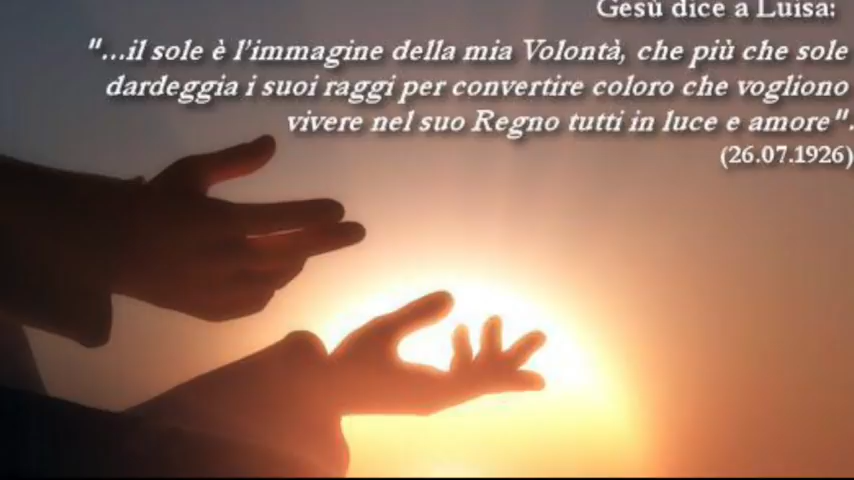 Gesù dice a Luisa:
"...il sole è l'immagine della mia Volontà, che più che sole
dardeggia i suoi raggi per convertire coloro che vogliono
vivere nel suo Regno tutti in luce e amore".
(26.07.1926)